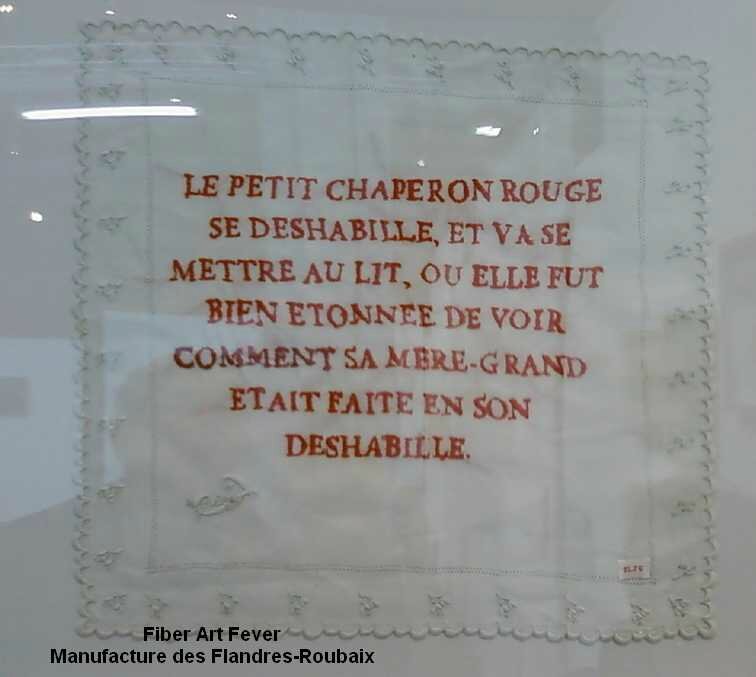 LE PETIT CHAPERON ROUGE
SE DESHABILLE, ET VA SE
METTRE AU LIT, OU ELLE FUT
BIEN ETONNEE DE VOIR
COMMENT SA MERE-GRAND
ETAIT FAITE EN SON
DESHABILLE.
Fiber Art Fever
Manufacture des Flandres-Roubaix